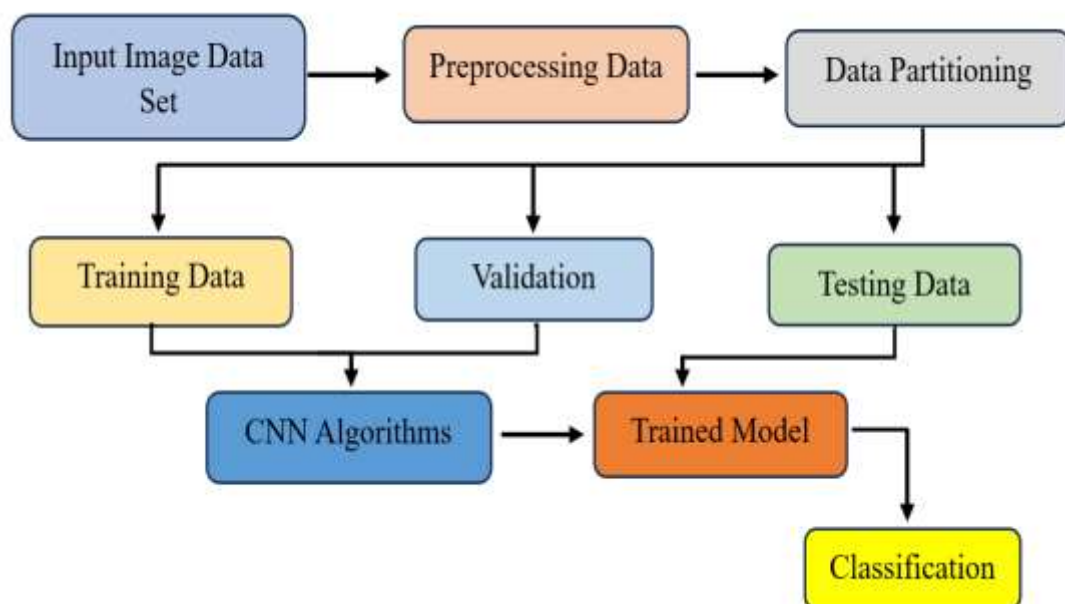 Input Image Data
Set
Preprocessing Data
Data Partitioning
Training Data
Validation
Testing Data
CNN Algorithms
Trained Model
Classification